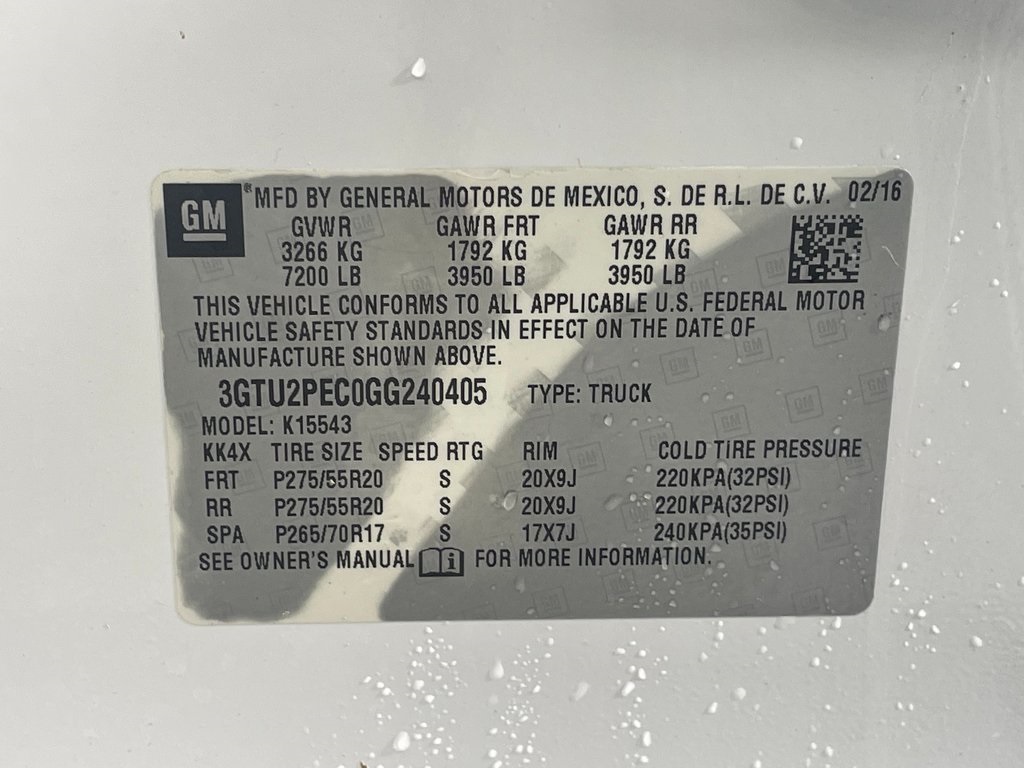 GM ® MFD BY GENERAL MOTORS DE MEXICO, S. DE R.L. DE C.V. 02/16
GVWR GAWR FRT GAWR RR
3266 KG 1792 KG 1792 KG
7200 LB 3950 LB 3950 LB
THIS VEHICLE CONFORMS TO ALL APPLICABLE U.S. FEDERAL MOTOR
VEHICLE SAFETY STANDARDS IN EFFECT ON THE DATE OF
MANUFACTURE SHOWN ABOVE.
3GTU2PEC0GG240405 TYPE: TRUCK
MODEL: K15543
KK4X TIRE SIZE SPEED RTG RIM COLD TIRE PRESSURE
FRT P275/55R20 S 20X9J 220KPA(32PSI)
RR P275/55R20 S 20X9J 220KPA(32PSI)
SPA P265/70R17 S 17X7J 240KPA(35PSI)
SEE OWNER'S MANUAL i FOR MORE INFORMATION.